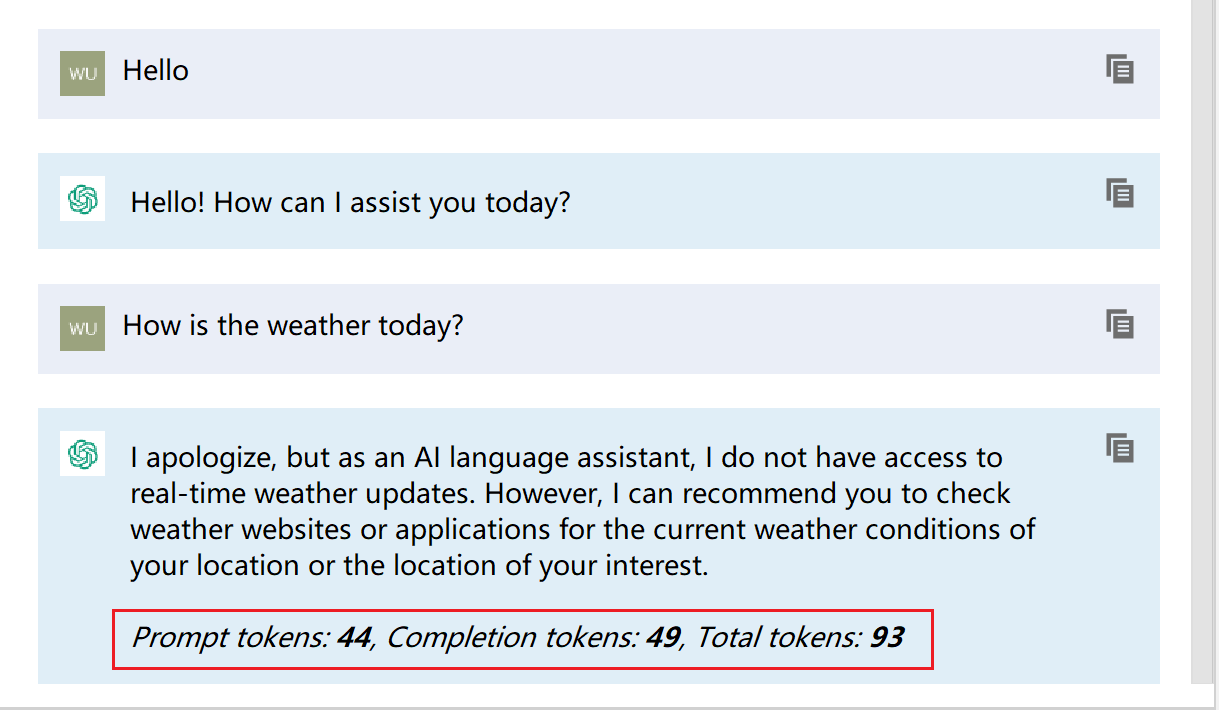 WU
Hello
Hello! How can I assist you today?
WU
How is the weather today?
I apologize, but as an AI language assistant, I do not have access to
real-time weather updates. However, I can recommend you to check
weather websites or applications for the current weather conditions of
your location or the location of your interest.
Prompt tokens: 44, Completion tokens: 49, Total tokens: 93